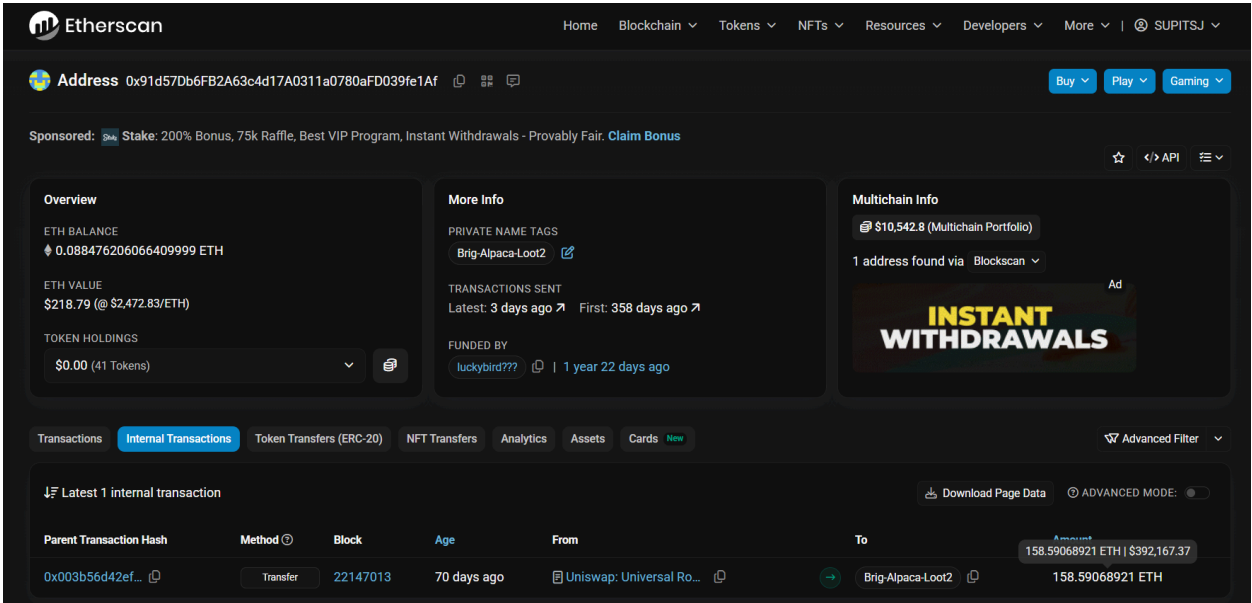 Etherscan
Home Blockchain Tokens NFTs Resources Developers More | SUPITSJ
Address 0x91d57Db6FB2A63c4d17A0311a0780aFD039fe1Af
Buy Play Gaming
Sponsored: Stake Stake: 200% Bonus, 75k Raffle, Best VIP Program, Instant Withdrawals - Provably Fair. Claim Bonus
</> API
Overview
ETH BALANCE
0.088476206066409999 ETH
ETH VALUE
$218.79 (@ $2,472.83/ETH)
TOKEN HOLDINGS
$0.00 (41 Tokens)
More Info
PRIVATE NAME TAGS
Brig-Alpaca-Loot2
TRANSACTIONS SENT
Latest: 3 days ago ↗ First: 358 days ago ↗
FUNDED BY
luckybird??? | 1 year 22 days ago
Multichain Info
$10,542.8 (Multichain Portfolio)
1 address found via Blockscan
Ad
INSTANT
WITHDRAWALS
Transactions Internal Transactions Token Transfers (ERC-20) NFT Transfers Analytics Assets Cards New
Advanced Filter
Latest 1 internal transaction
Download Page Data ADVANCED MODE:
Parent Transaction Hash Method Block Age From To Amount
158.59068921 ETH | $392,167.37
0x003b56d42ef... Transfer 22147013 70 days ago Uniswap: Universal Ro... Brig-Alpaca-Loot2 158.59068921 ETH